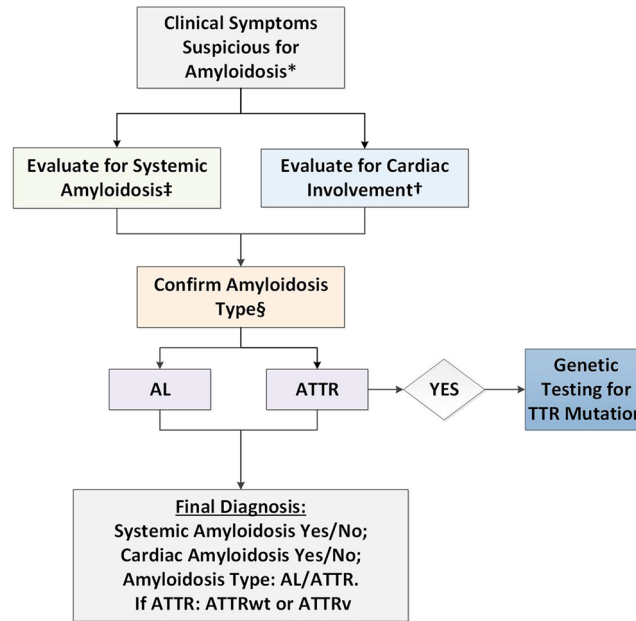 Clinical Symptoms
Suspicious for
Amyloidosis*
Evaluate for Systemic
Amyloidosis‡
Evaluate for Cardiac
Involvement†
Confirm Amyloidosis
Type§
AL
ATTR
YES
Genetic
Testing for
TTR Mutation
Final Diagnosis:
Systemic Amyloidosis Yes/No;
Cardiac Amyloidosis Yes/No;
Amyloidosis Type: AL/ATTR.
If ATTR: ATTRwt or ATTRv